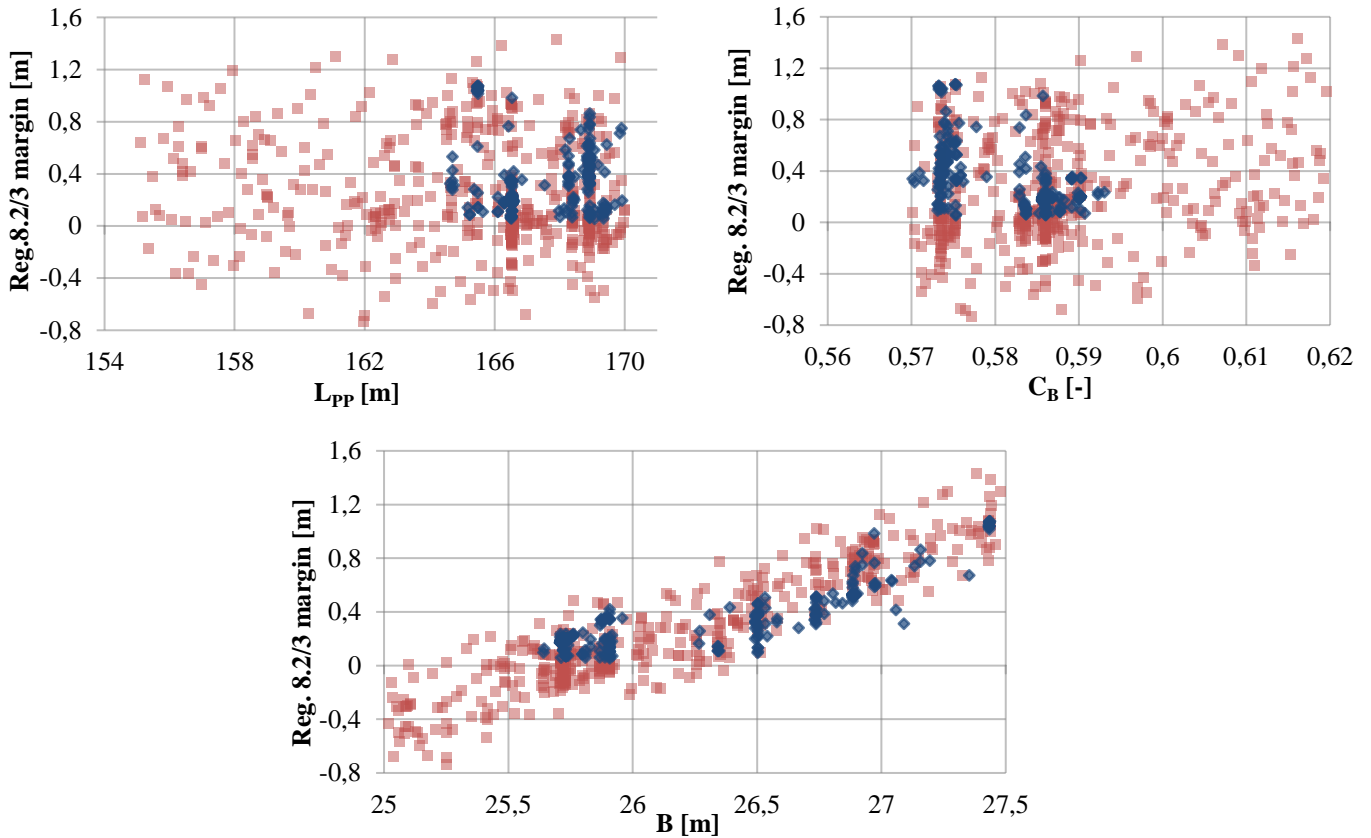 Reg.8.2/3 margin [m]
1,6
1,2
0,8
0,4
0
-0,4
-0,8
154 158 162 166 170
L_PP [m]
Reg. 8.2/3 margin [m]
1,6
1,2
0,8
0,4
0
-0,4
-0,8
0,56 0,57 0,58 0,59 0,6 0,61 0,62
C_B [-]
Reg. 8.2/3 margin [m]
1,6
1,2
0,8
0,4
0
-0,4
-0,8
25 25,5 26 26,5 27 27,5
B [m]